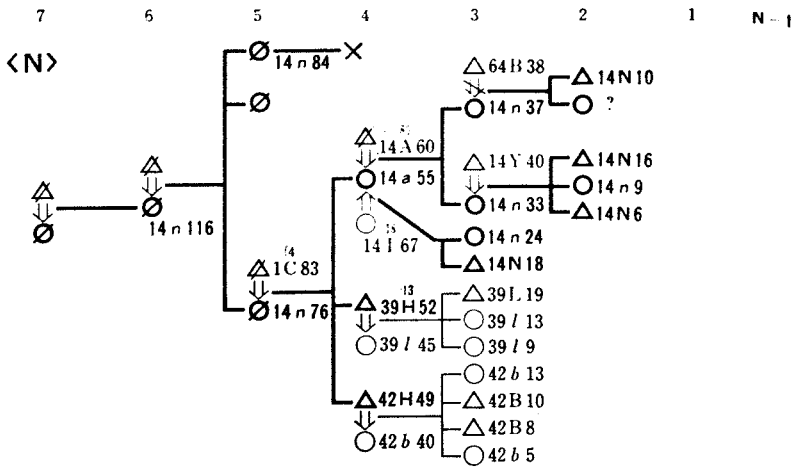 7 6 5 4 3 2 1 N-1
<N>
14 n 84
64 B 38
14 N 10
14 n 37
?
14 A 60
14 a 55
14 Y 40
14 N 16
14 n 9
14 n 33
14 N 6
14 n 116
14 I 67
14 n 24
14 N 18
1C 83
14 n 76
13
39 H 52
39 L 19
39 l 13
39 l 45
39 l 9
42 b 13
42 H 49
42 B 10
42 B 8
42 b 40
42 b 5